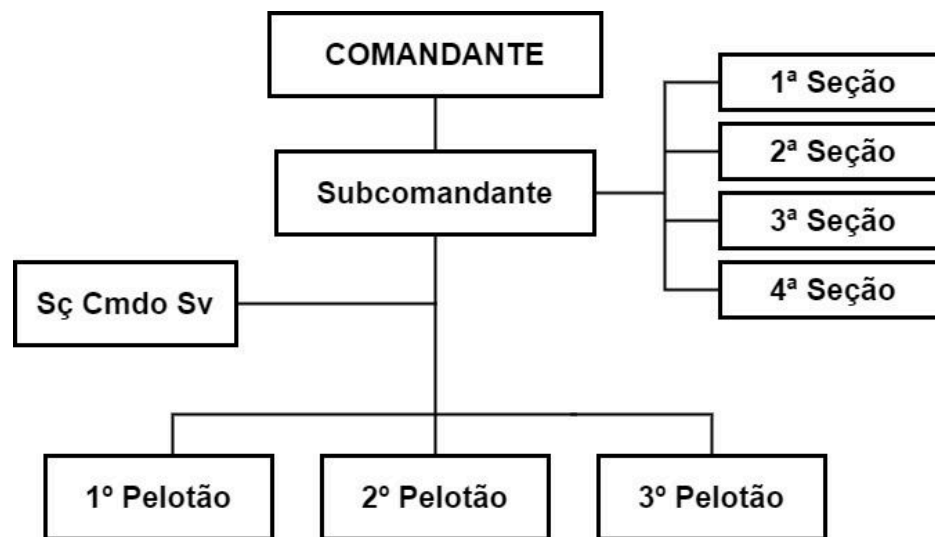 COMANDANTE
1ª Seção
2ª Seção
Subcomandante
3ª Seção
4ª Seção
Sç Cmdo Sv
1º Pelotão
2º Pelotão
3º Pelotão